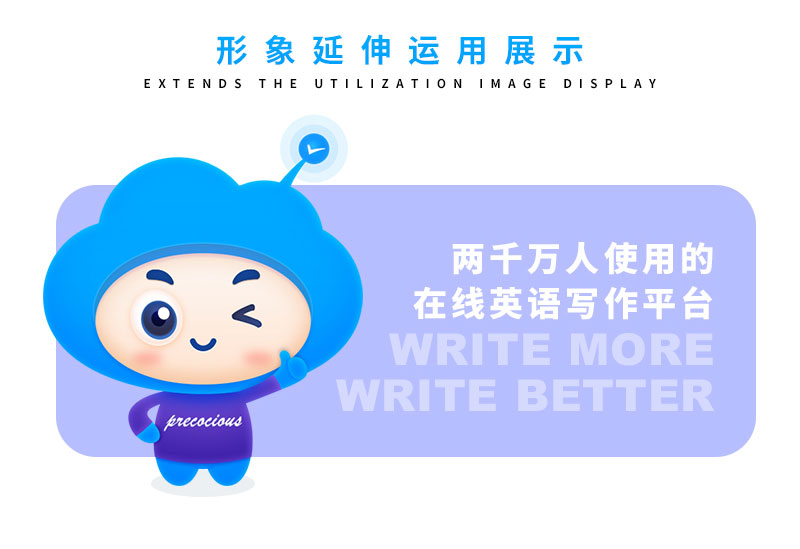 形象延伸运用展示
EXTENDS THE UTILIZATION IMAGE DISPLAY
两千万人使用的
在线英语写作平台
WRITE MORE
WRITE BETTER
precocious